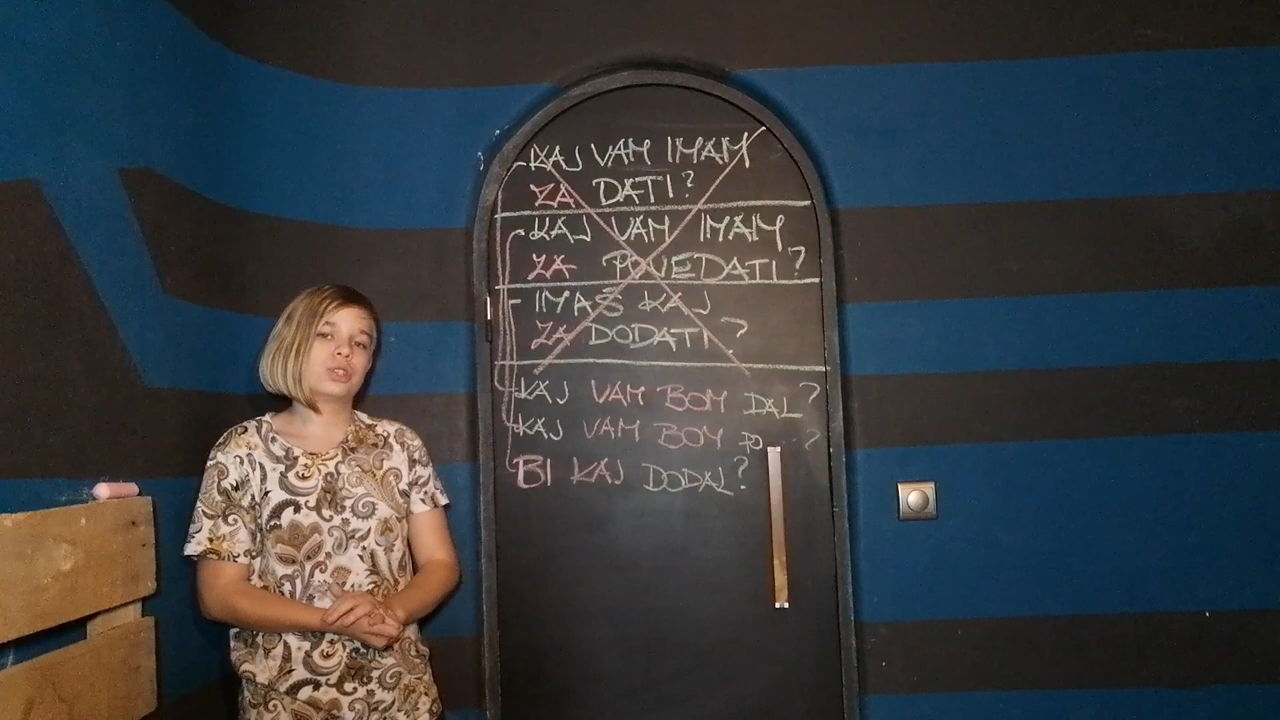 KAJ VAM IMAM
ZA DATI?
KAJ VAM IMAM
ZA POVEDATI?
IMAŠ KAJ
ZA DODATI?
KAJ VAM BOM DAL?
KAJ VAM BOM PO...?
BI KAJ DODAL?